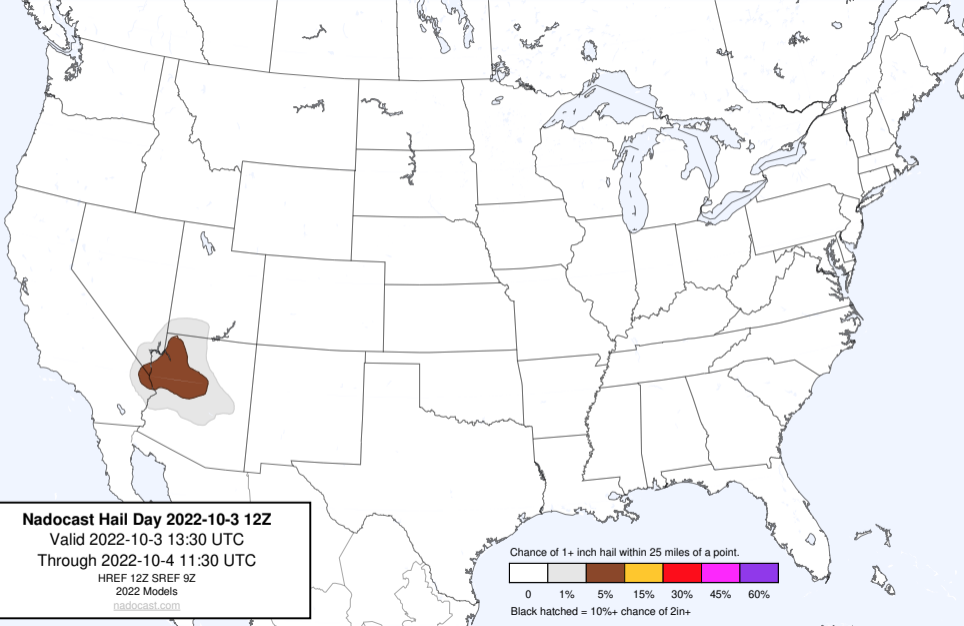 Nadocast Hail Day 2022-10-3 12Z
Valid 2022-10-3 13:30 UTC
Through 2022-10-4 11:30 UTC
HREF 12Z SREF 9Z
2022 Models
nadocast.com
Chance of 1+ inch hail within 25 miles of a point.
0 1% 5% 15% 30% 45% 60%
Black hatched = 10%+ chance of 2in+